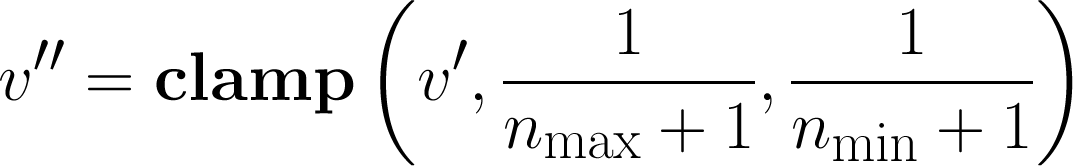 v'' = clamp ( v', 1/(n_max + 1), 1/(n_min + 1) )